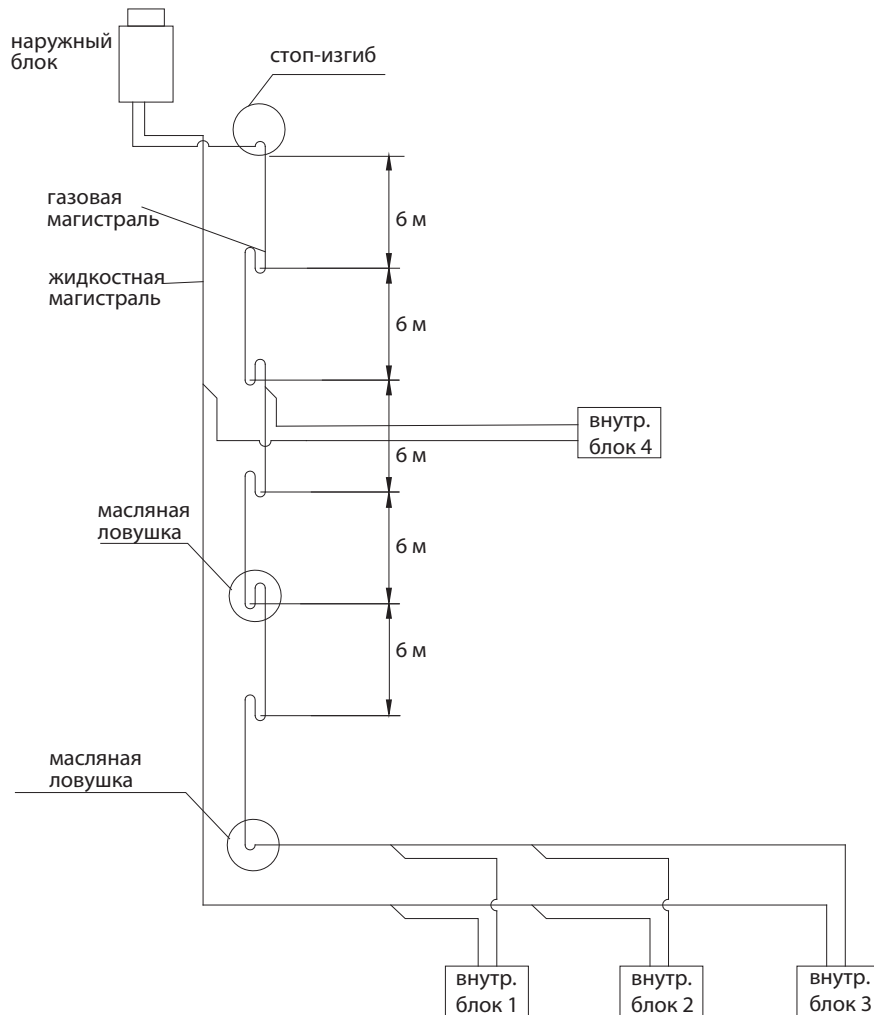 наружный
блок
стоп-изгиб
газовая
магистраль
6 м
жидкостная
магистраль
6 м
внутр.
блок 4
6 м
масляная
ловушка
6 м
6 м
масляная
ловушка
внутр.
блок 1
внутр.
блок 2
внутр.
блок 3